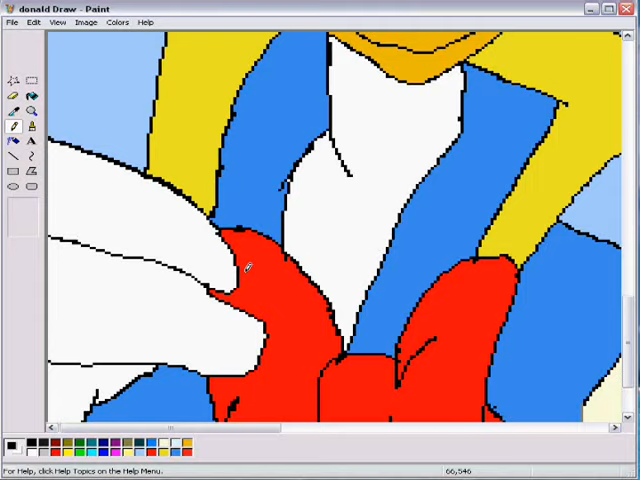 donald Draw - Paint
File Edit View Image Colors Help
A
For Help, click Help Topics on the Help Menu.
66,546